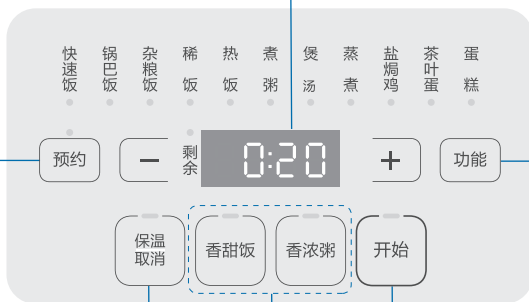 快速饭 锅巴饭 杂粮饭 稀饭 热饭 煮粥 煲汤 蒸煮 盐焗鸡 茶叶蛋 蛋糕
预约 − 剩余 0:20 + 功能
保温取消 香甜饭 香浓粥 开始